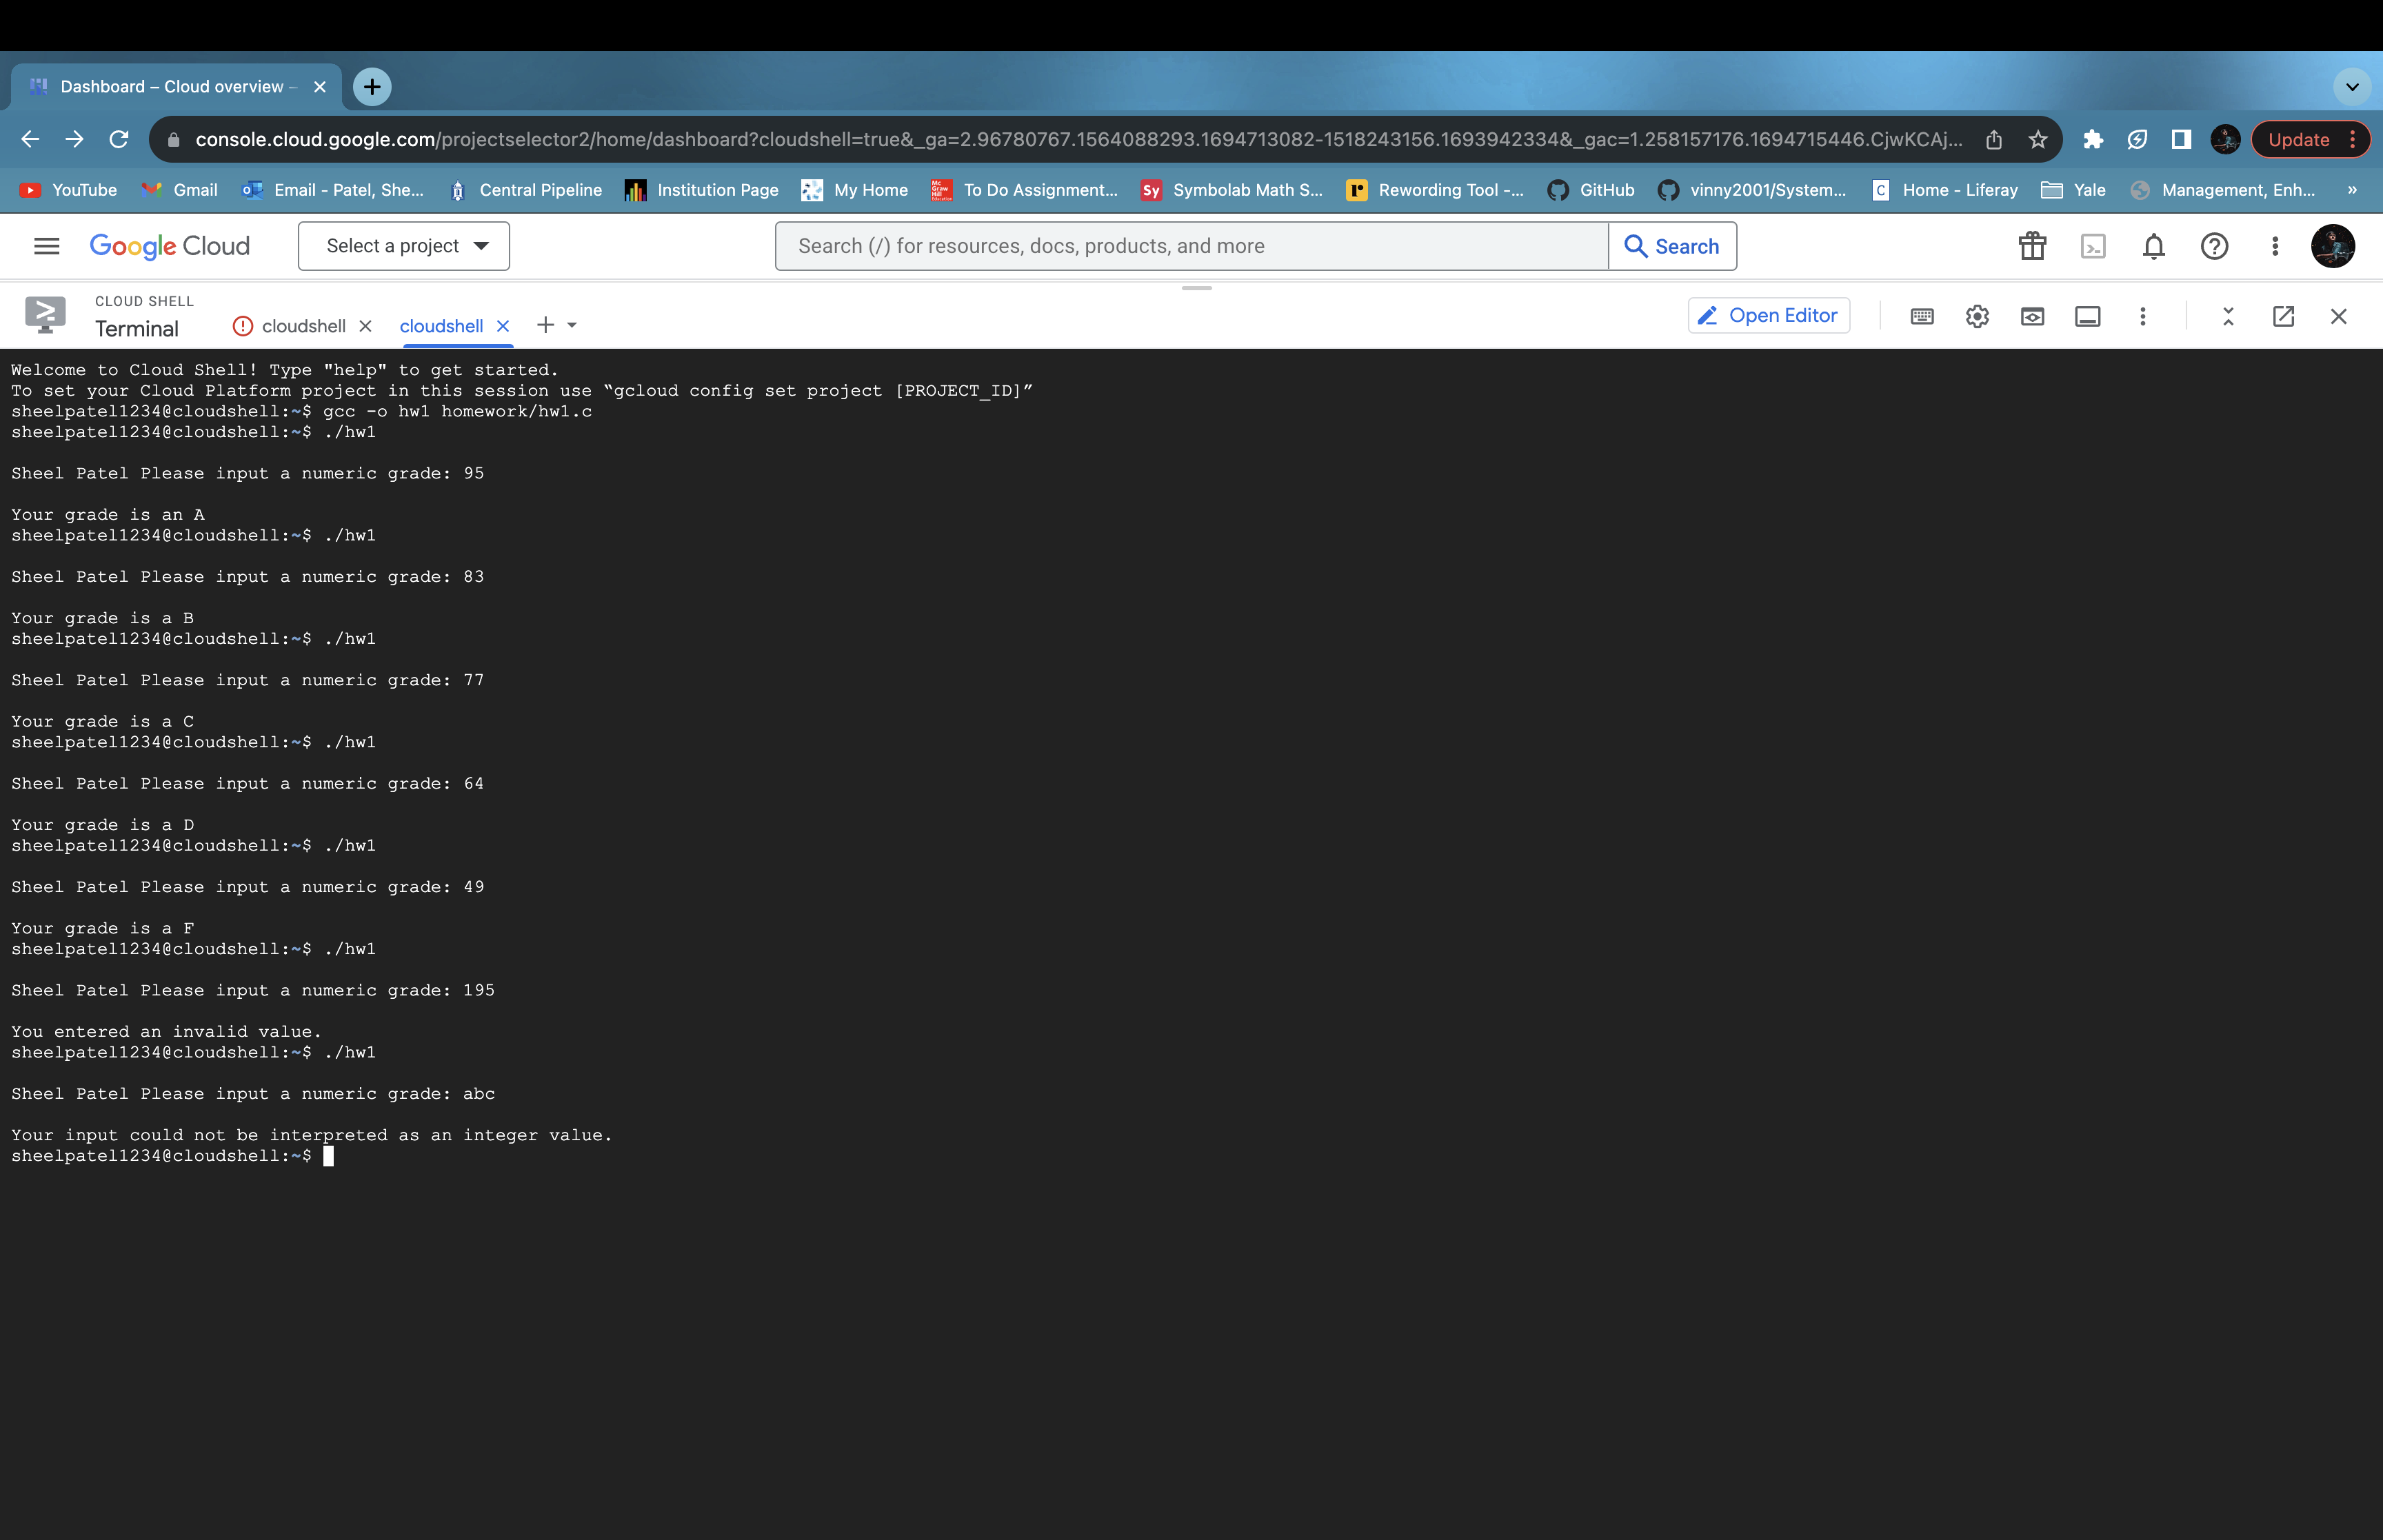 Dashboard – Cloud overview –
console.cloud.google.com/projectselector2/home/dashboard?cloudshell=true&_ga=2.96780767.1564088293.1694713082-1518243156.1693942334&_gac=1.258157176.1694715446.CjwKCAj... Update
YouTube Gmail Email - Patel, She... Central Pipeline Institution Page My Home To Do Assignment... Sy Symbolab Math S... r Rewording Tool -... GitHub vinny2001/System... C Home - Liferay Yale Management, Enh... »
Google Cloud Select a project Search (/) for resources, docs, products, and more Search
CLOUD SHELL
Terminal cloudshell cloudshell Open Editor
Welcome to Cloud Shell! Type "help" to get started.
To set your Cloud Platform project in this session use “gcloud config set project [PROJECT_ID]”
sheelpatel1234@cloudshell:~$ gcc -o hw1 homework/hw1.c
sheelpatel1234@cloudshell:~$ ./hw1
Sheel Patel Please input a numeric grade: 95
Your grade is an A
sheelpatel1234@cloudshell:~$ ./hw1
Sheel Patel Please input a numeric grade: 83
Your grade is a B
sheelpatel1234@cloudshell:~$ ./hw1
Sheel Patel Please input a numeric grade: 77
Your grade is a C
sheelpatel1234@cloudshell:~$ ./hw1
Sheel Patel Please input a numeric grade: 64
Your grade is a D
sheelpatel1234@cloudshell:~$ ./hw1
Sheel Patel Please input a numeric grade: 49
Your grade is a F
sheelpatel1234@cloudshell:~$ ./hw1
Sheel Patel Please input a numeric grade: 195
You entered an invalid value.
sheelpatel1234@cloudshell:~$ ./hw1
Sheel Patel Please input a numeric grade: abc
Your input could not be interpreted as an integer value.
sheelpatel1234@cloudshell:~$